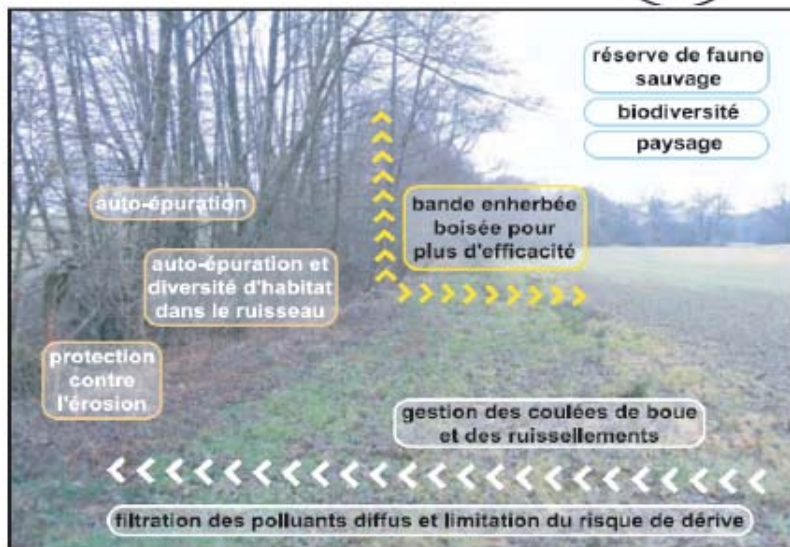 réserve de faune
sauvage
biodiversité
paysage
auto-épuration
bande enherbée
boisée pour
plus d'efficacité
auto-épuration et
diversité d'habitat
dans le ruisseau
protection
contre
l'érosion
gestion des coulées de boue
et des ruissellements
filtration des polluants diffus et limitation du risque de dérive